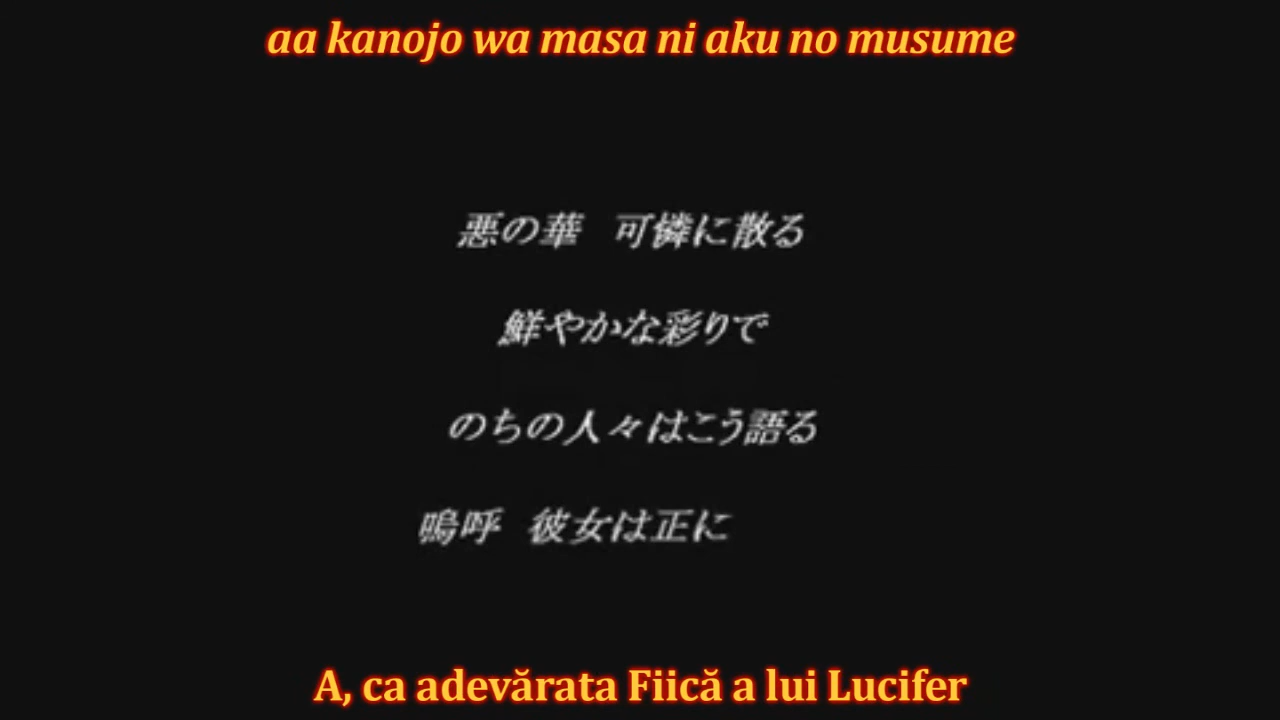 aa kanojo wa masa ni aku no musume
悪の華　可憐に散る
鮮やかな彩りで
のちの人々はこう語る
嗚呼　彼女は正に
A, ca adevărata Fiică a lui Lucifer